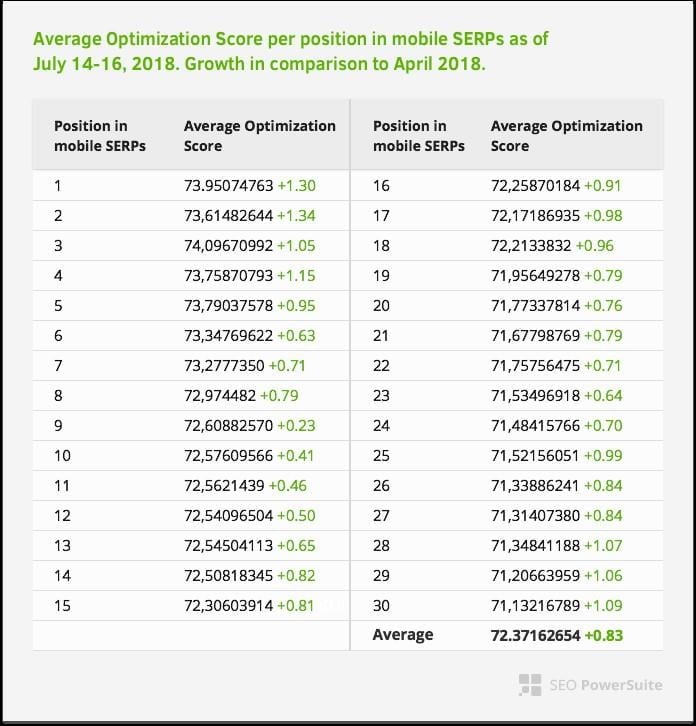 Average Optimization Score per position in mobile SERPs as of
July 14-16, 2018. Growth in comparison to April 2018.
Position in mobile SERPs Average Optimization Score Position in mobile SERPs Average Optimization Score
1 73.95074763 +1.30 16 72,25870184 +0.91
2 73,61482644 +1.34 17 72,17186935 +0.98
3 74,09670992 +1.05 18 72,2133832 +0.96
4 73,75870793 +1.15 19 71,95649278 +0.79
5 73,79037578 +0.95 20 71,77337814 +0.76
6 73,34769622 +0.63 21 71,67798769 +0.79
7 73,2777350 +0.71 22 71,75756475 +0.71
8 72,974482 +0.79 23 71,53496918 +0.64
9 72,60882570 +0.23 24 71,48415766 +0.70
10 72,57609566 +0.41 25 71,52156051 +0.99
11 72,5621439 +0.46 26 71,33886241 +0.84
12 72,54096504 +0.50 27 71,31407380 +0.84
13 72,54504113 +0.65 28 71,34841188 +1.07
14 72,50818345 +0.82 29 71,20663959 +1.06
15 72,30603914 +0.81 30 71,13216789 +1.09
Average 72.37162654 +0.83
SEO PowerSuite